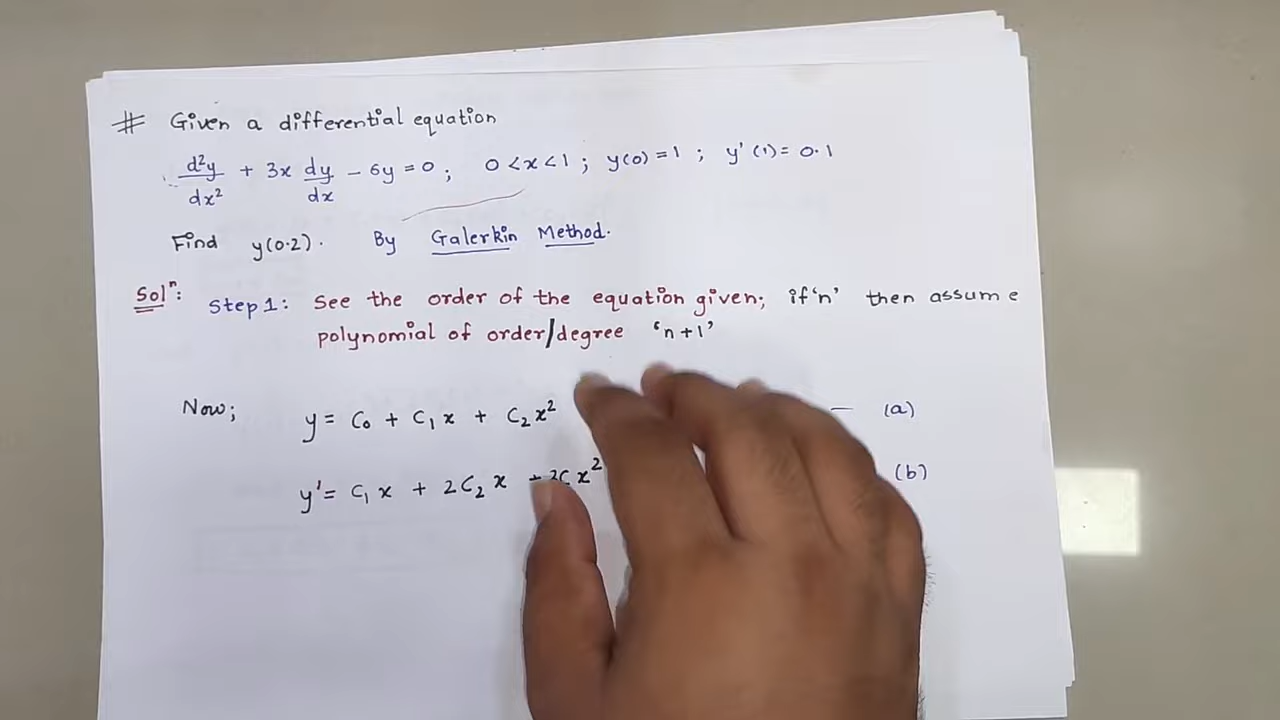 # Given a differential equation
d²y/dx² + 3x dy/dx - 6y = 0; 0 < x < 1; y(0) = 1; y'(1) = 0.1
Find y(0.2). By Galerkin Method.
Solⁿ: Step 1: See the order of the equation given; if 'n' then assume
polynomial of order/degree 'n+1'
Now; y = C₀ + C₁x + C₂x² — (a)
y' = C₁x + 2C₂x + 3Cx² (b)